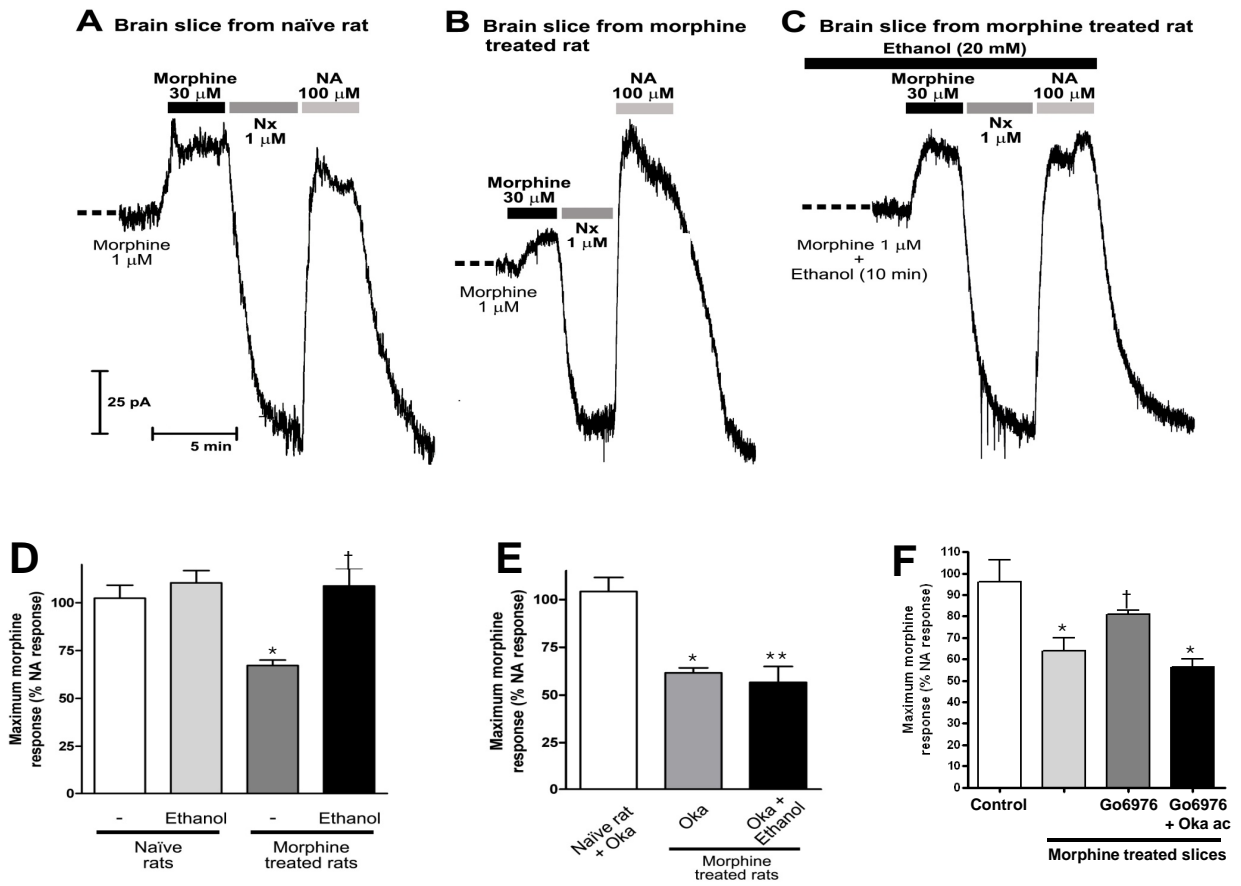 A Brain slice from naïve rat
Morphine
30 μM
NA
100 μM
Nx
1 μM
Morphine
1 μM
25 pA
5 min
B Brain slice from morphine
treated rat
NA
100 μM
Morphine
30 μM
Nx
1 μM
Morphine
1 μM
C Brain slice from morphine treated rat
Ethanol (20 mM)
Morphine
30 μM
NA
100 μM
Nx
1 μM
Morphine 1 μM
+
Ethanol (10 min)
D
Maximum morphine
response (% NA response)
100
75
50
25
0
*
†
-
Ethanol
-
Ethanol
Naïve
rats
Morphine
treated rats
E
Maximum morphine
response (% NA response)
100
75
50
25
0
*
**
Naïve rat
+ Oka
Oka
Oka +
Ethanol
Morphine
treated rats
F
Maximum morphine
response (% NA response)
110
100
90
80
70
60
50
40
30
20
10
0
*
†
*
Control
-
Go6976
Go6976
+ Oka ac
Morphine treated slices